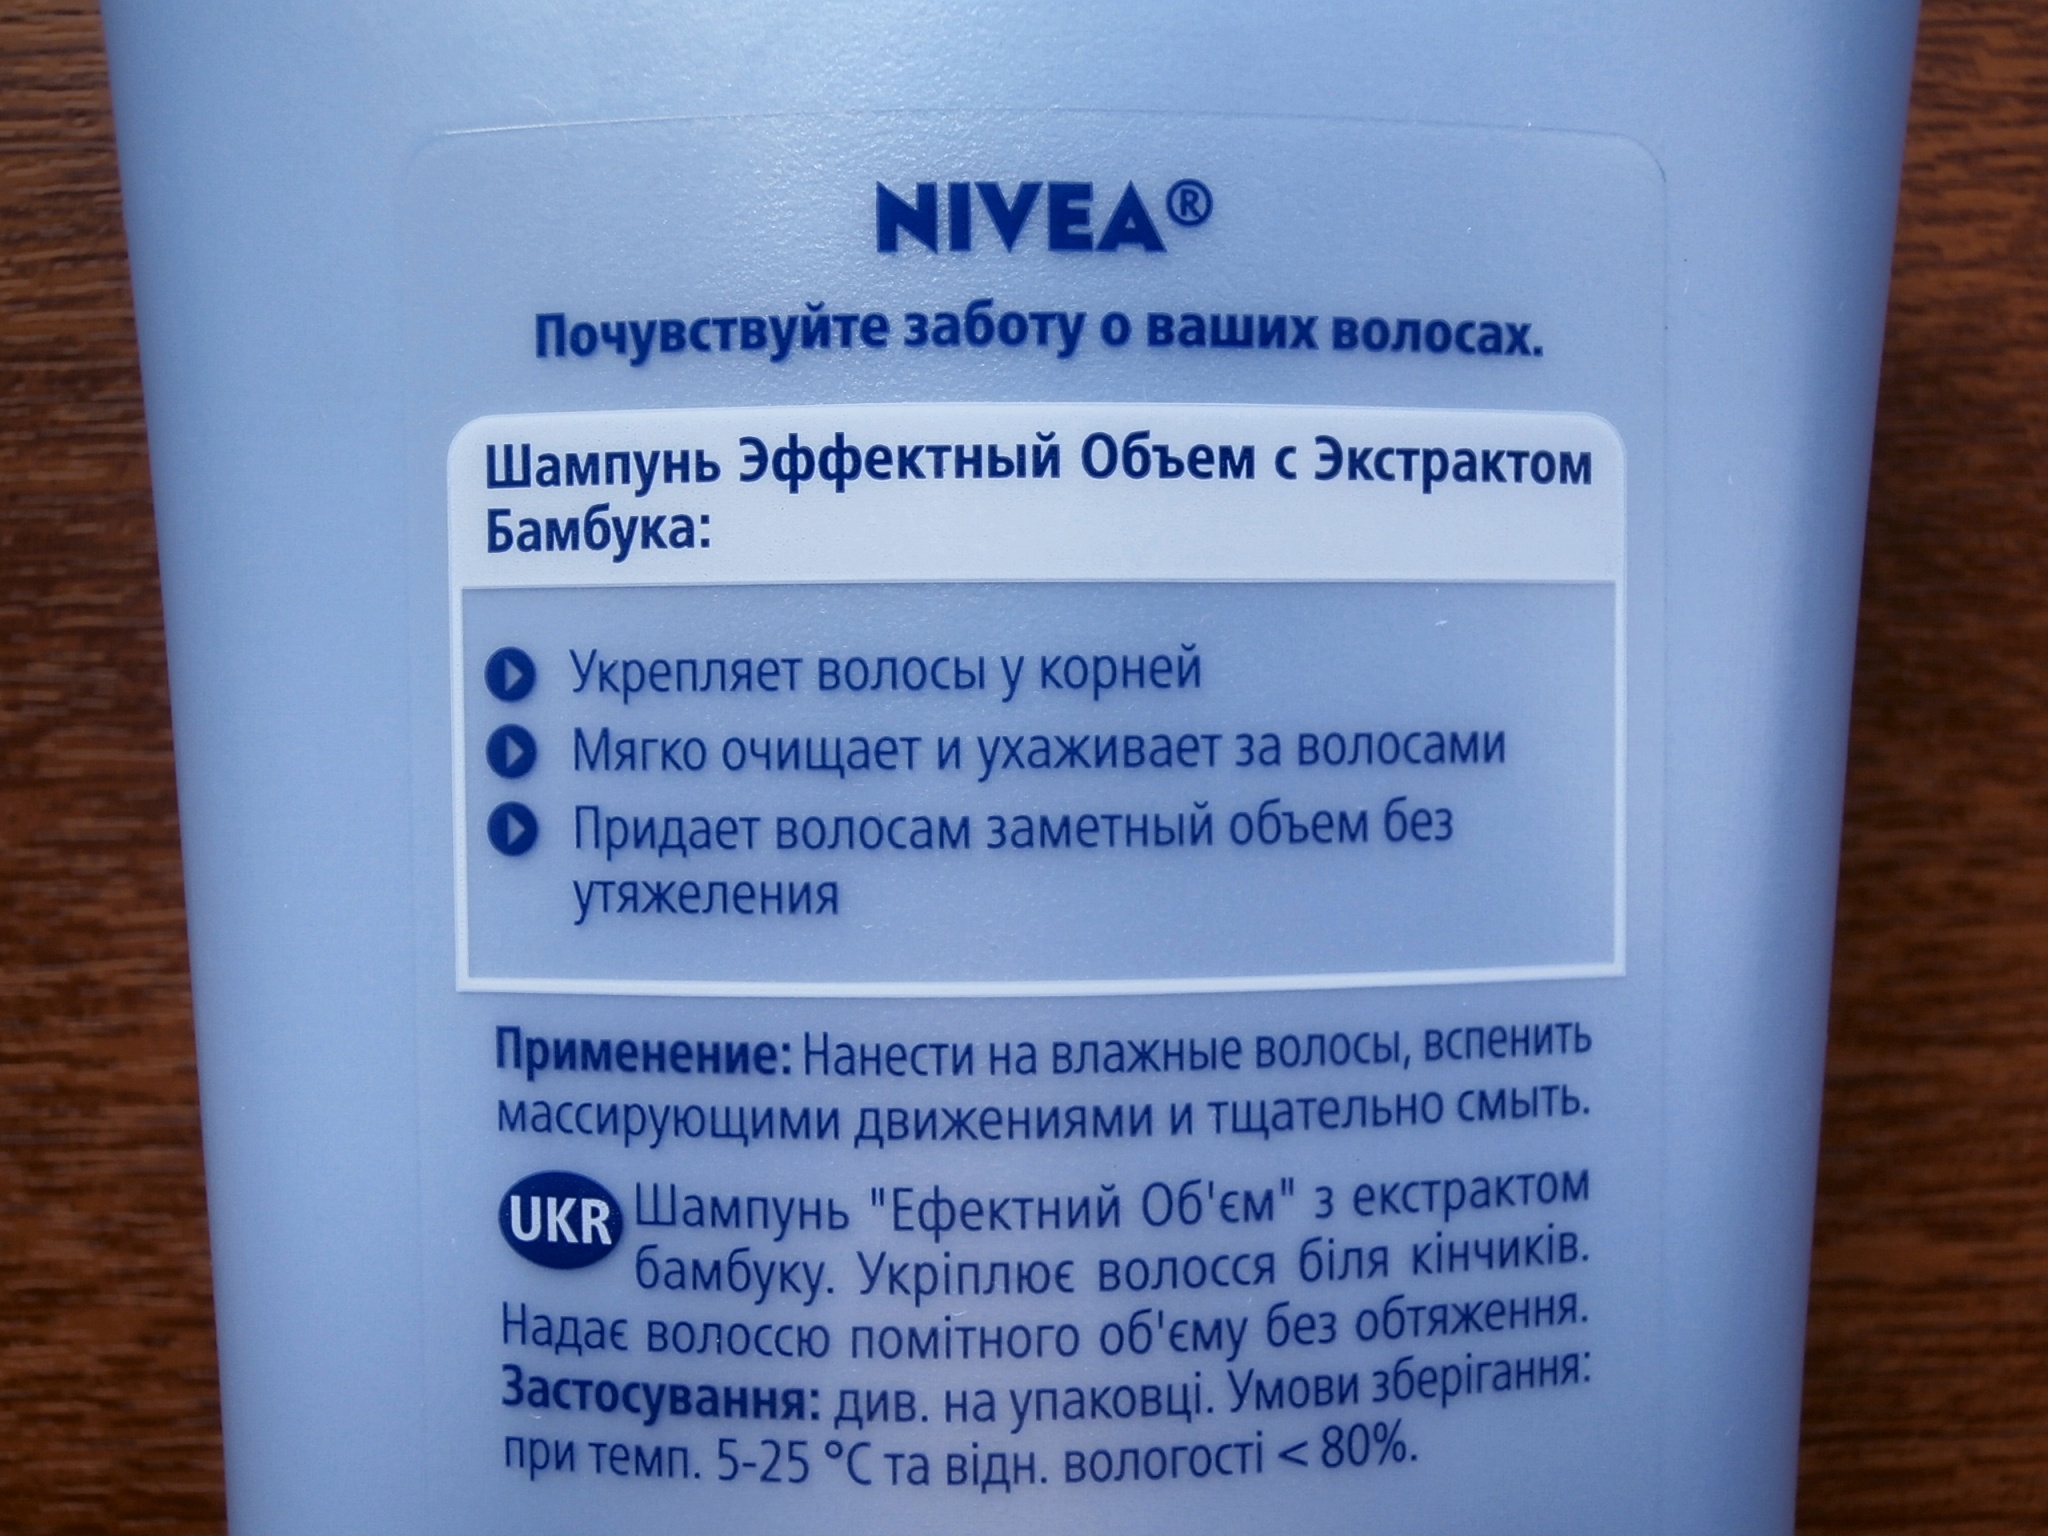 NIVEA®
Почувствуйте заботу о ваших волосах.
Шампунь Эффектный Объем с Экстрактом
Бамбука:
Укрепляет волосы у корней
Мягко очищает и ухаживает за волосами
Придает волосам заметный объем без
утяжеления
Применение: Нанести на влажные волосы, вспенить
массирующими движениями и тщательно смыть.
UKR Шампунь "Ефектний Об'єм" з екстрактом
бамбуку. Укріплює волосся біля кінчиків.
Надає волоссю помітного об'єму без обтяження.
Застосування: див. на упаковці. Умови зберігання:
при темп. 5-25 °C та відн. вологості < 80%.